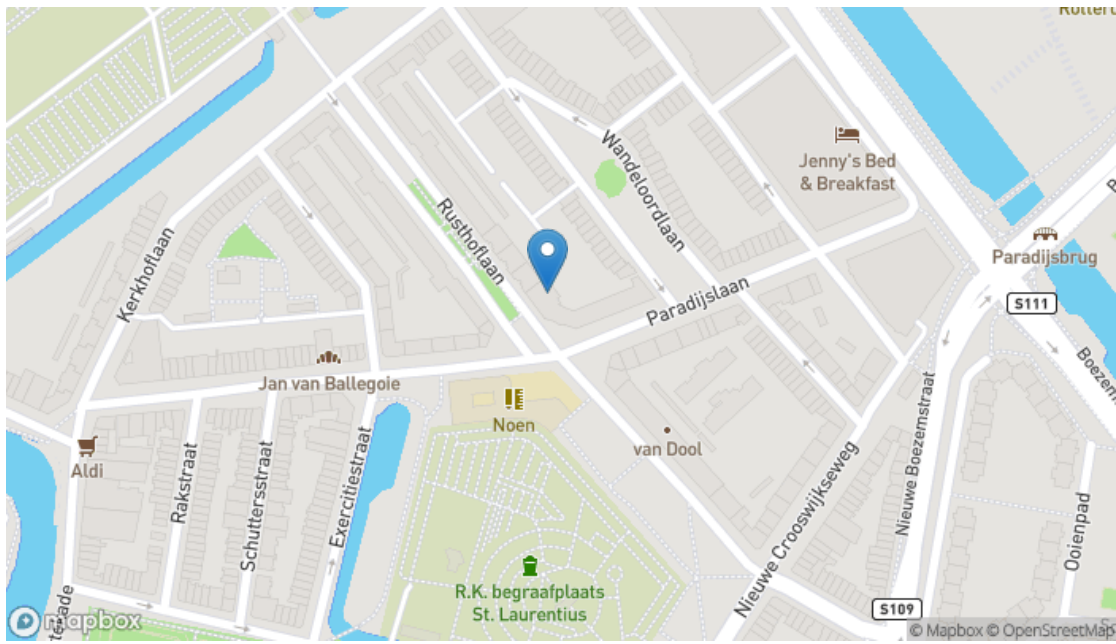 Jenny's Bed
& Breakfast
Wandeloordlaan
Rusthoflaan
Kerkhoflaan
Paradijsbrug
S111
Paradijslaan
Jan van Ballegoie
Noen
van Dool
Aldi
Rakstraat
Schuttersstraat
Exercitiestraat
Nieuwe Boezemstraat
Nieuwe Crooswijkseweg
Ooienpad
R.K. begraafplaats
St. Laurentius
S109
mapbox
© Mapbox © OpenStreetMap